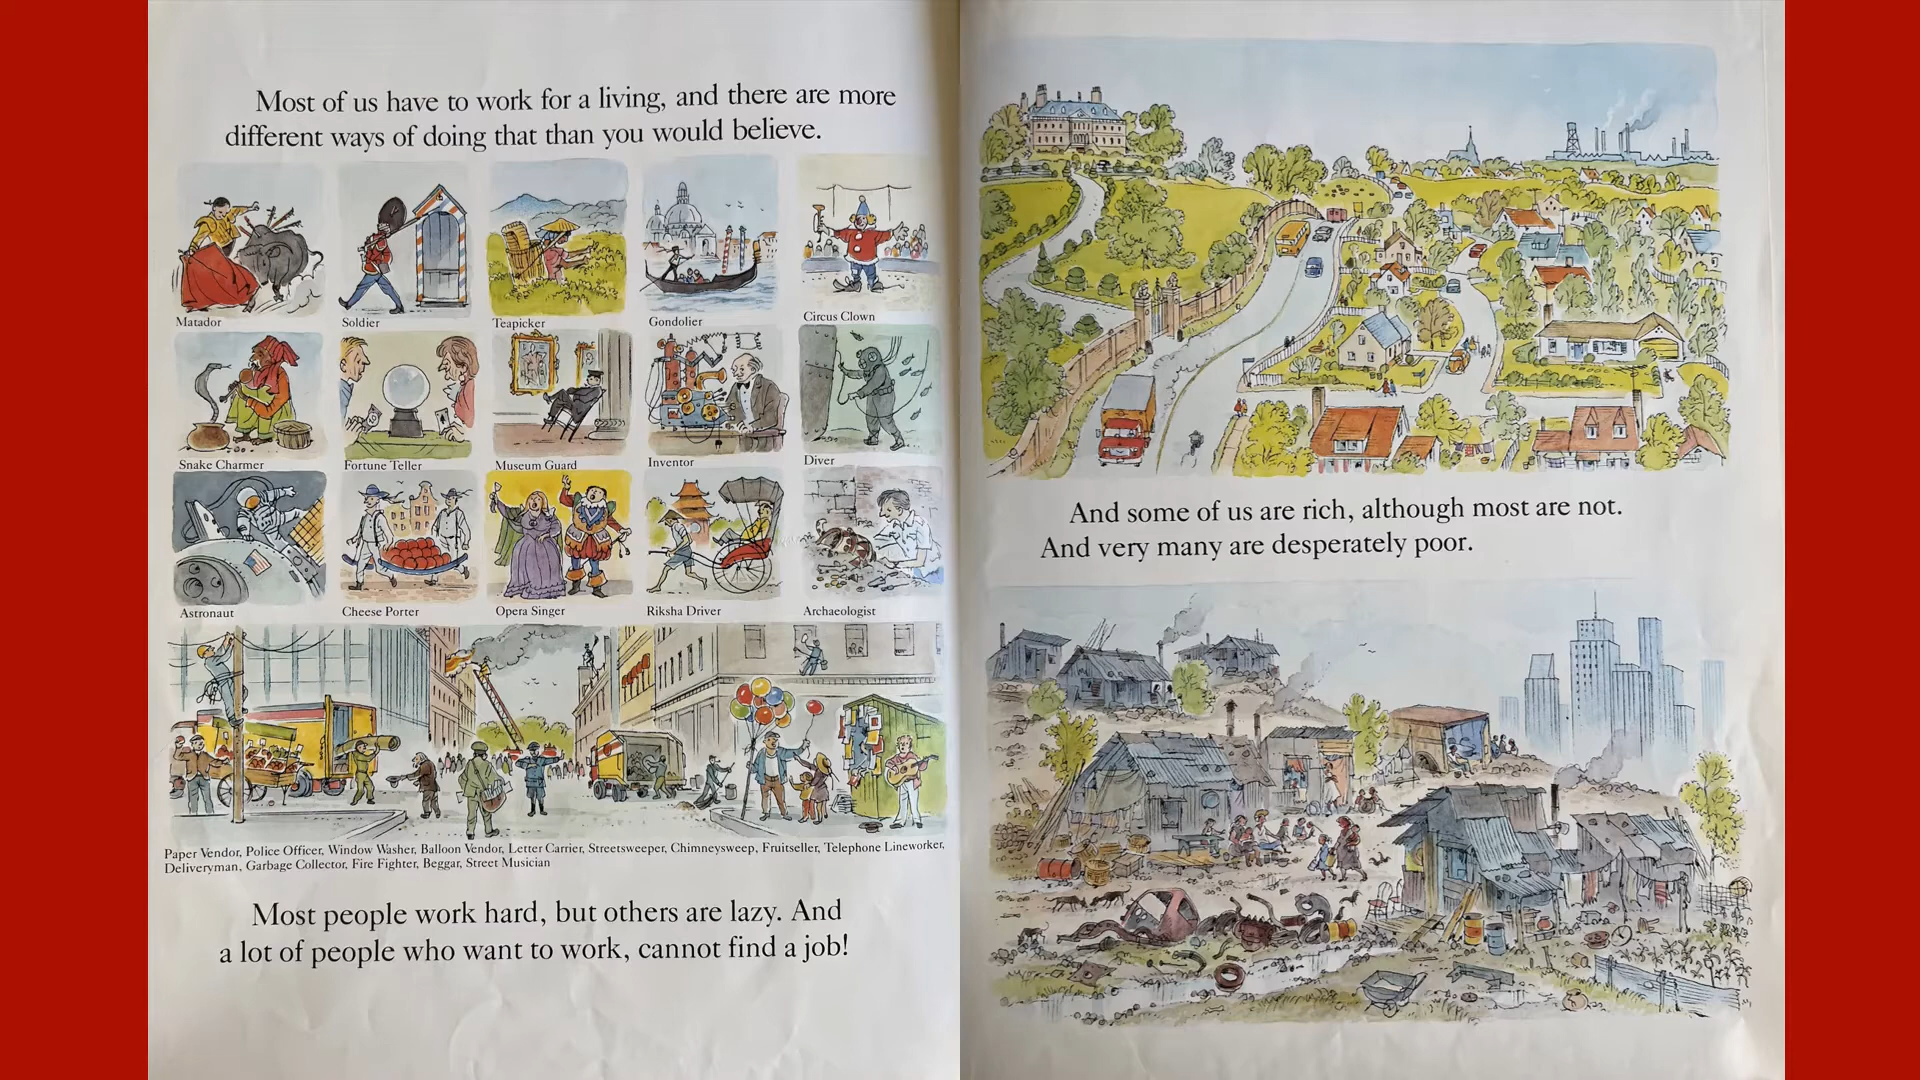 Most of us have to work for a living, and there are more
different ways of doing that than you would believe.
Matador
Soldier
Teapicker
Gondolier
Circus Clown
Snake Charmer
Fortune Teller
Museum Guard
Inventor
Diver
Astronaut
Cheese Porter
Opera Singer
Riksha Driver
Archaeologist
Paper Vendor, Police Officer, Window Washer, Balloon Vendor, Letter Carrier, Streetsweeper, Chimneysweep, Fruitseller, Telephone Lineworker,
Deliveryman, Garbage Collector, Fire Fighter, Beggar, Street Musician
Most people work hard, but others are lazy. And
a lot of people who want to work, cannot find a job!
And some of us are rich, although most are not.
And very many are desperately poor.